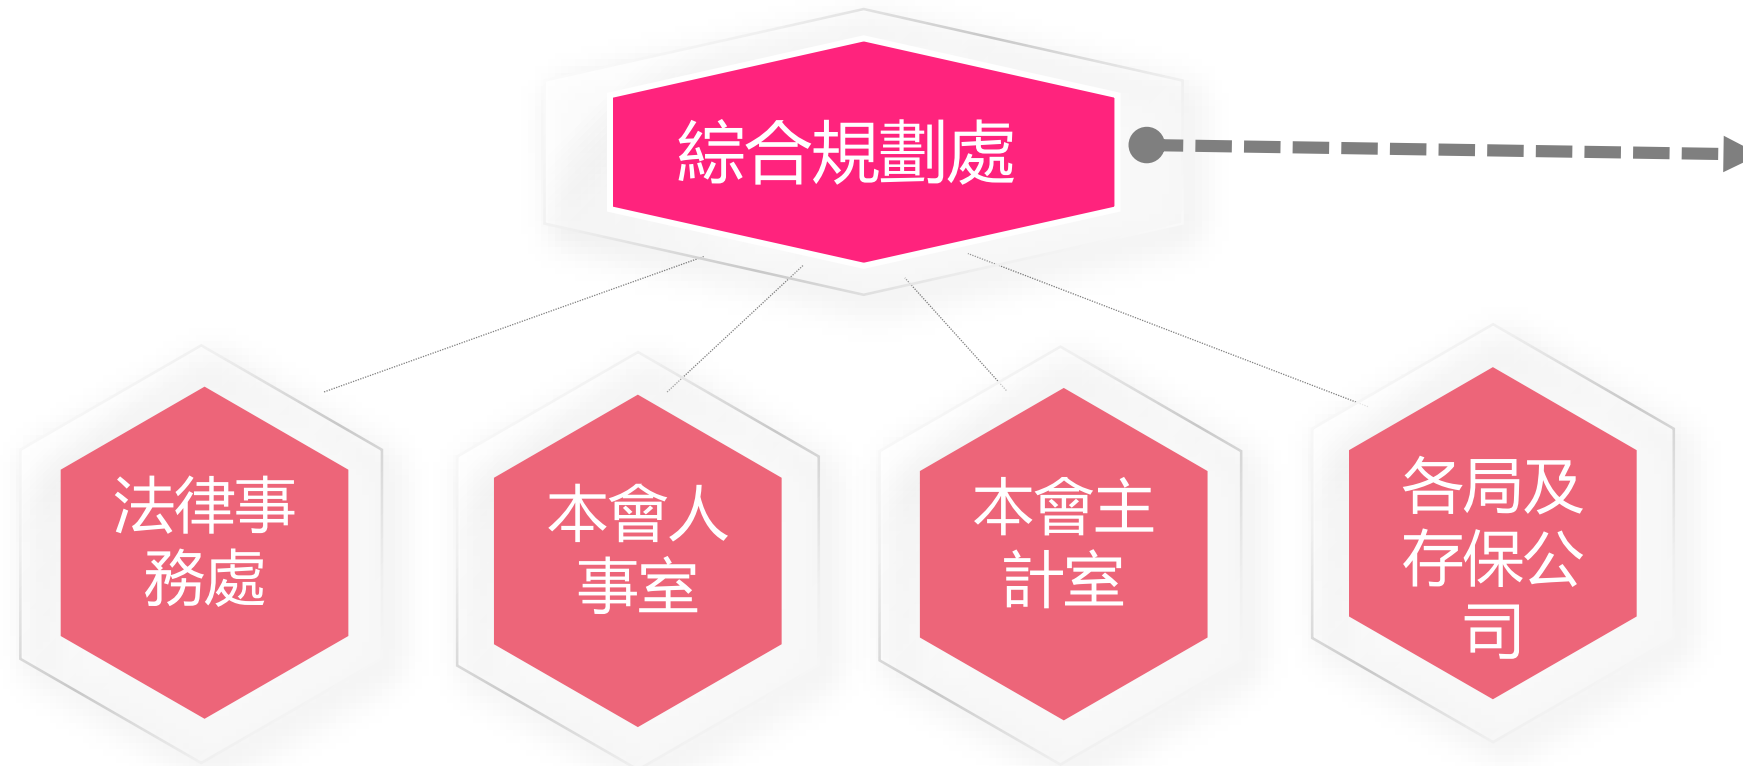 綜合規劃處
法律事
務處
本會人
事室
本會主
計室
各局及
存保公
司